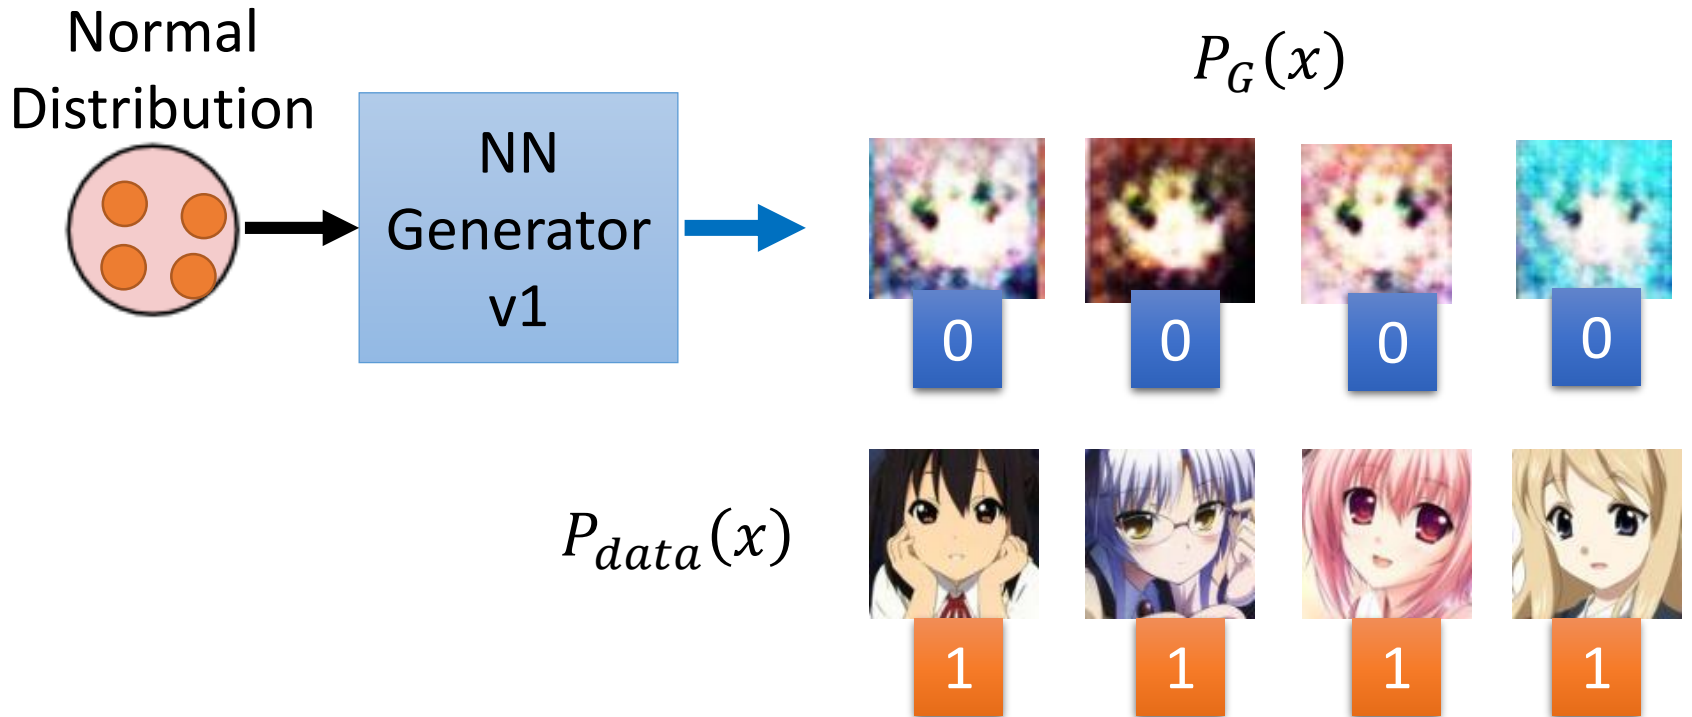 Normal
Distribution
NN
Generator
v1
P_G(x)
0 0 0 0
P_data(x)
1 1 1 1